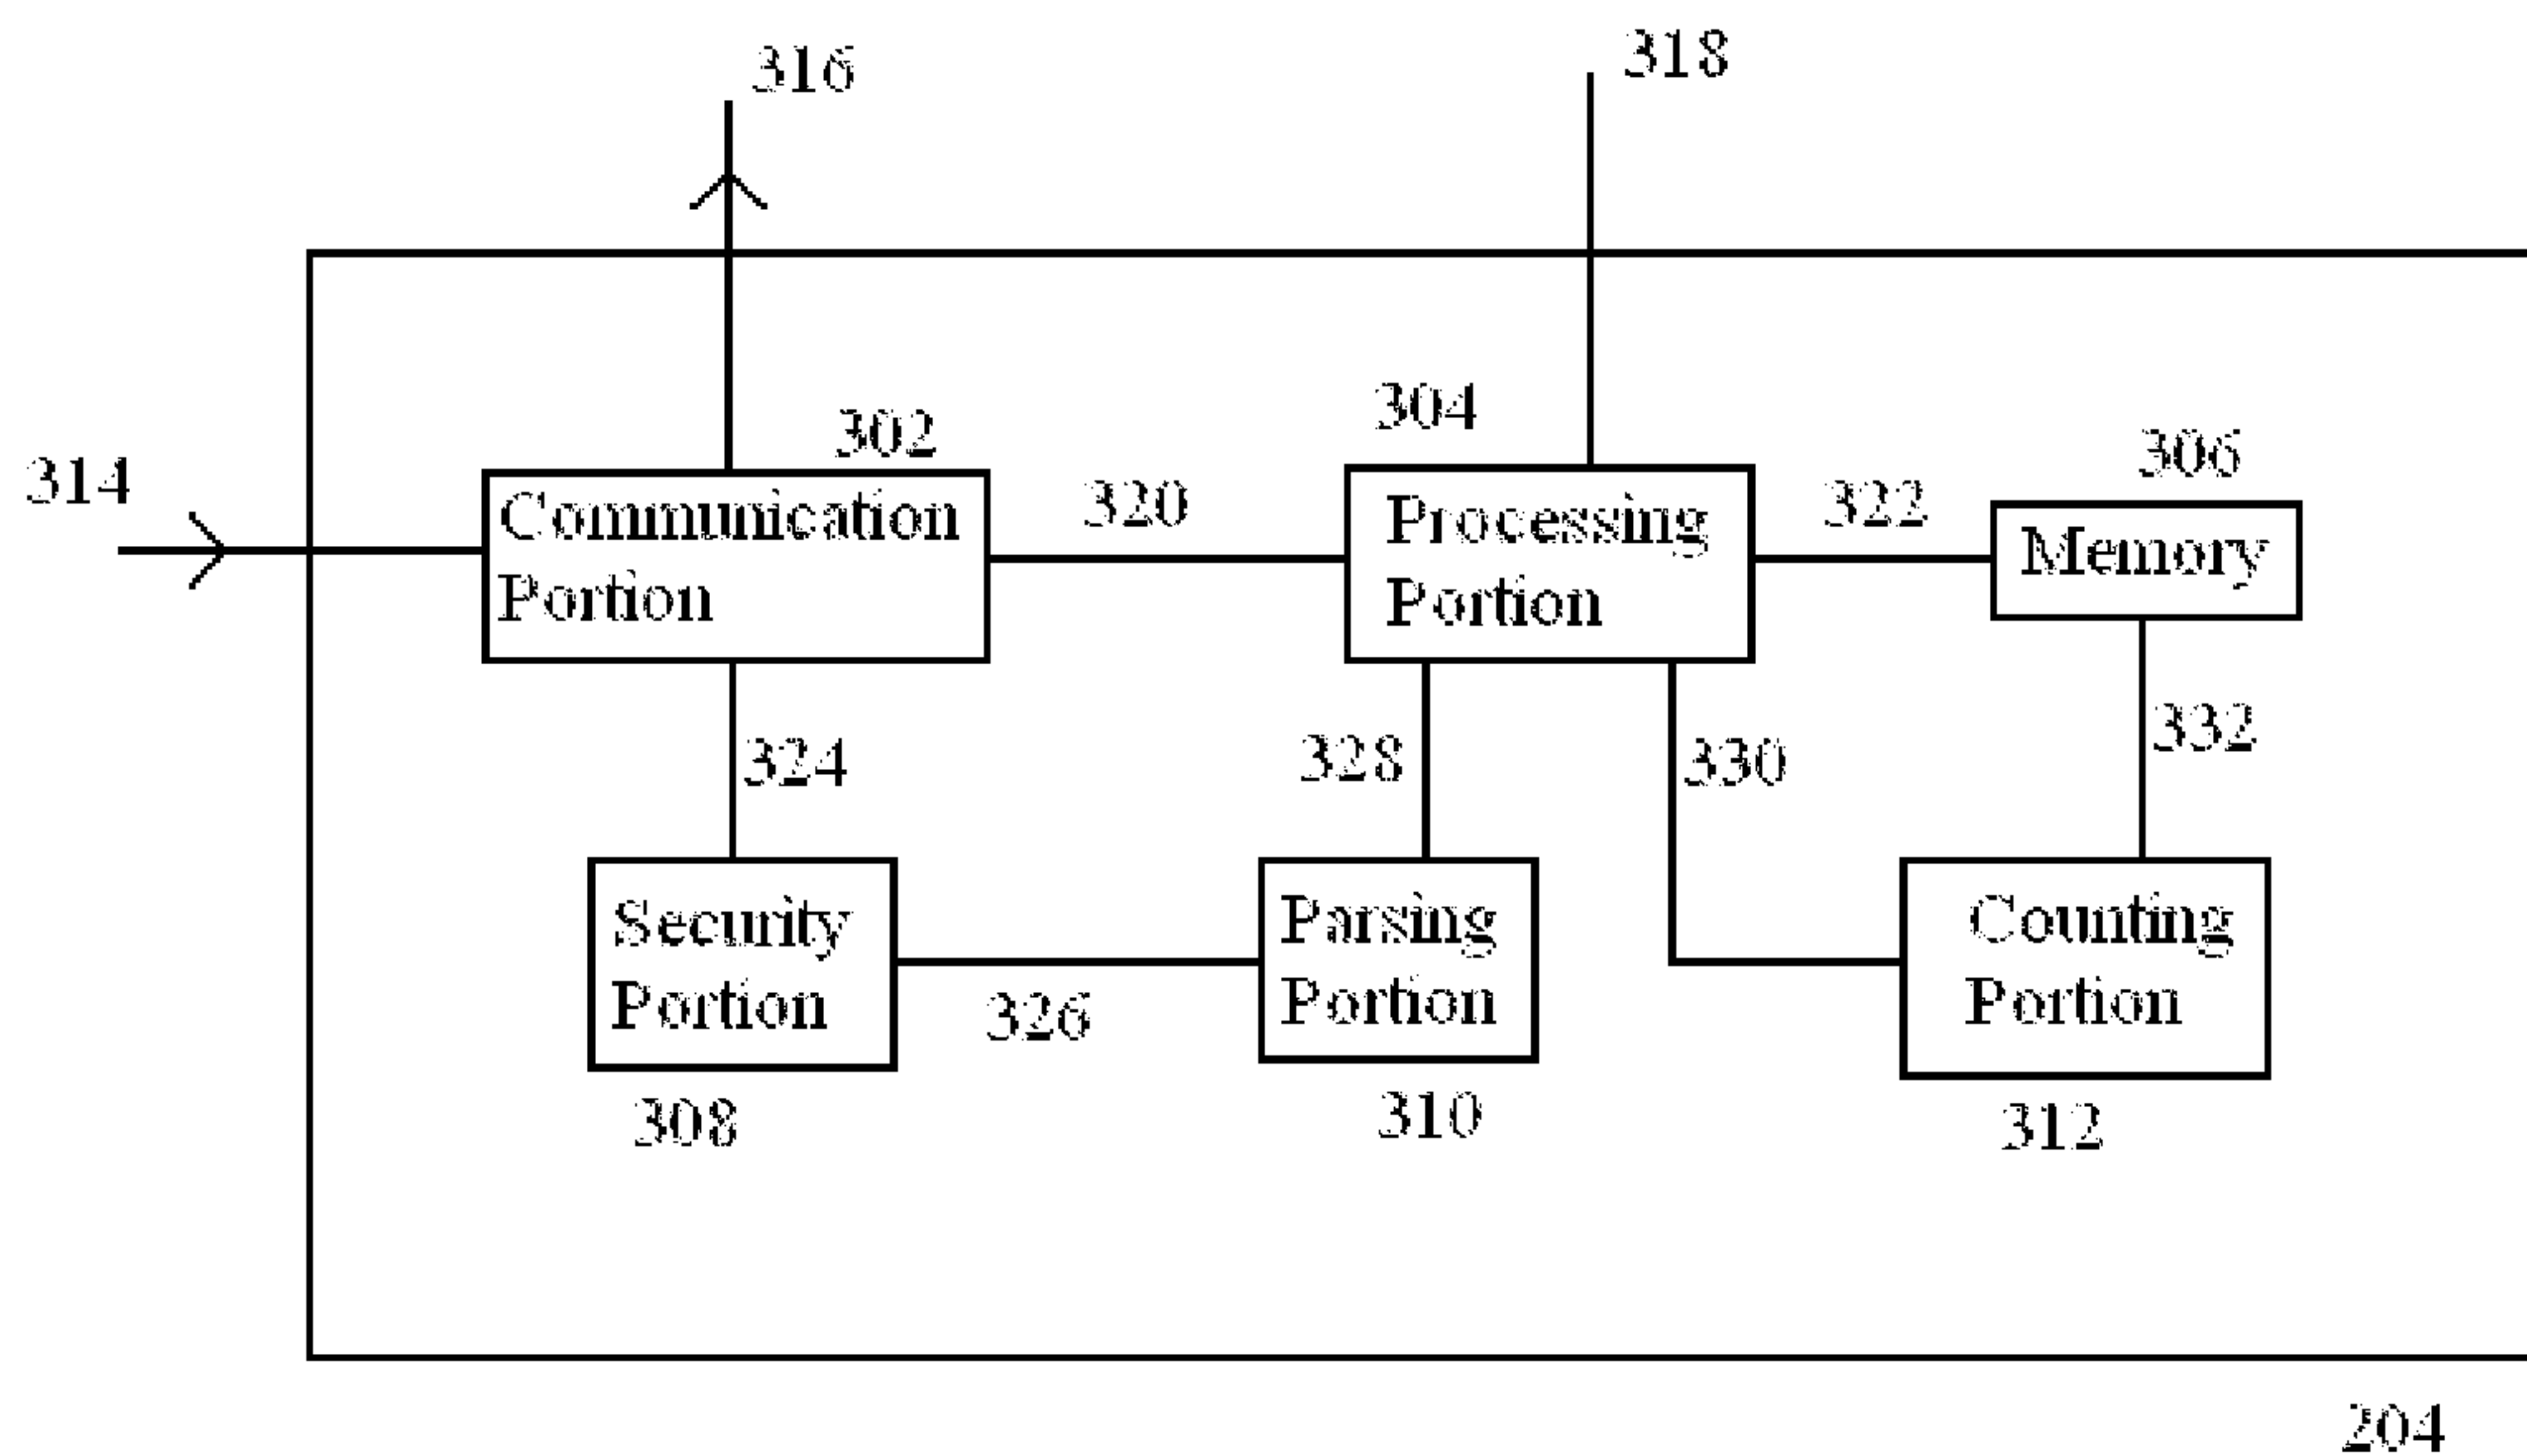 316
318
302
304
306
314
Communication
Portion
320
Processing
Portion
322
Memory
324
328
330
332
Security
Portion
326
Parsing
Portion
Counting
Portion
308
310
312
204